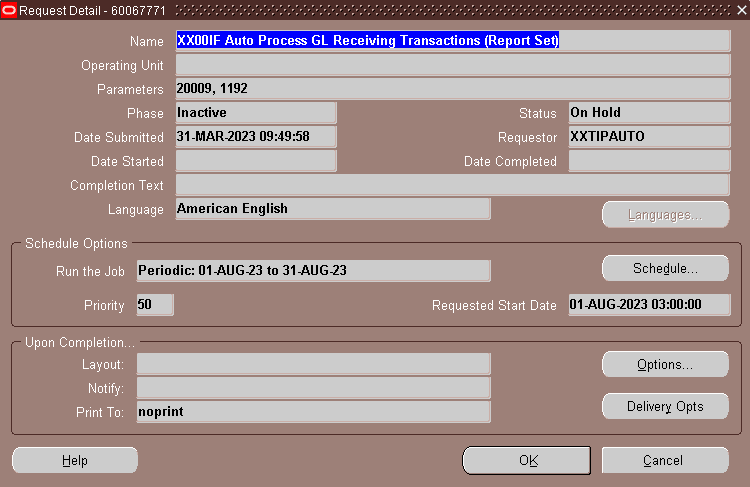 Request Detail - 60067771
Name XX00IF Auto Process GL Receiving Transactions (Report Set)
Operating Unit
Parameters 20009, 1192
Phase Inactive Status On Hold
Date Submitted 31-MAR-2023 09:49:58 Requestor XXTIPAUTO
Date Started Date Completed
Completion Text
Language American English
Languages...
Schedule Options
Run the Job Periodic: 01-AUG-23 to 31-AUG-23 Schedule...
Priority 50 Requested Start Date 01-AUG-2023 03:00:00
Upon Completion...
Layout: Options...
Notify:
Print To: noprint Delivery Opts
Help OK Cancel